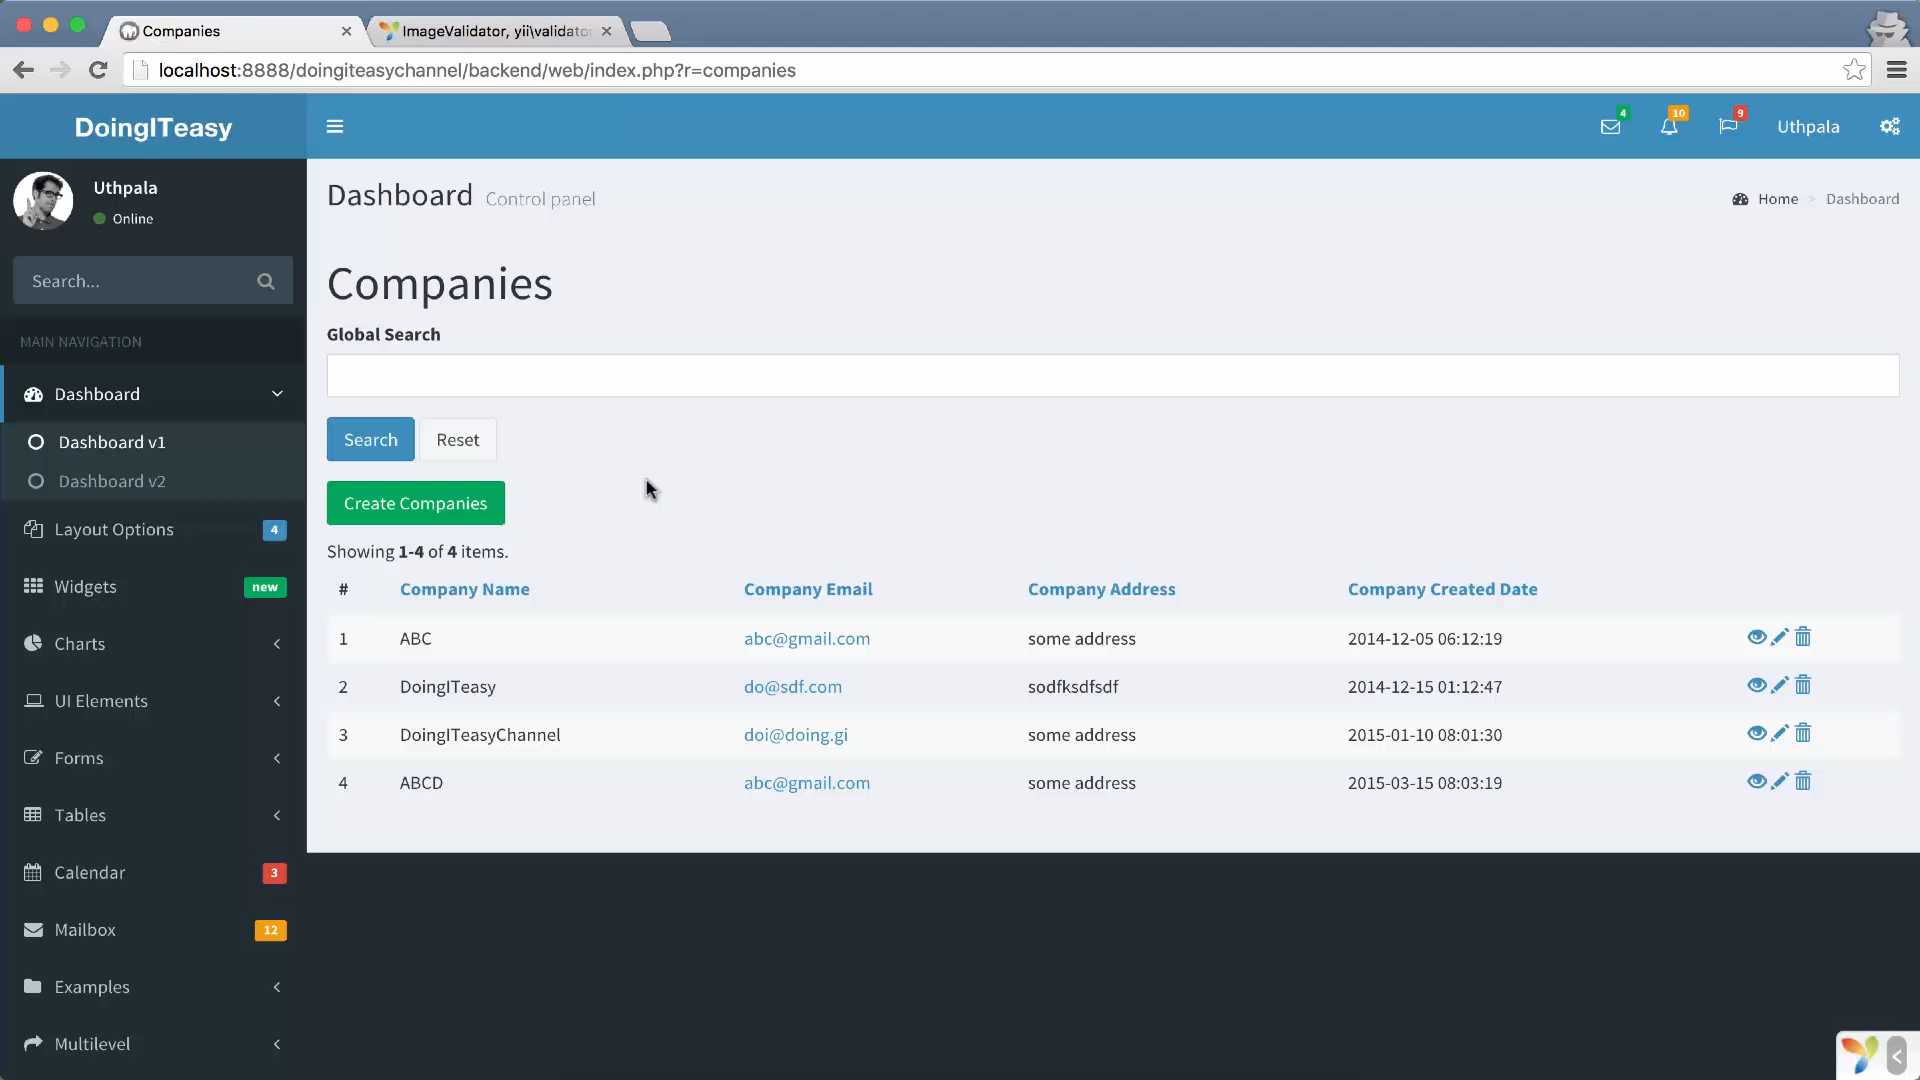 Companies
ImageValidator, yii\validato
localhost:8888/doingiteasychannel/backend/web/index.php?r=companies
DoingITeasy
4
10
9
Uthpala
Uthpala
Online
Search...
MAIN NAVIGATION
Dashboard
Dashboard v1
Dashboard v2
Layout Options 4
Widgets new
Charts
UI Elements
Forms
Tables
Calendar 3
Mailbox 12
Examples
Multilevel
Dashboard Control panel
Home > Dashboard
Companies
Global Search
Search Reset
Create Companies
Showing 1-4 of 4 items.
# Company Name Company Email Company Address Company Created Date
1 ABC abc@gmail.com some address 2014-12-05 06:12:19
2 DoingITeasy do@sdf.com sodfksdfsdf 2014-12-15 01:12:47
3 DoingITeasyChannel doi@doing.gi some address 2015-01-10 08:01:30
4 ABCD abc@gmail.com some address 2015-03-15 08:03:19